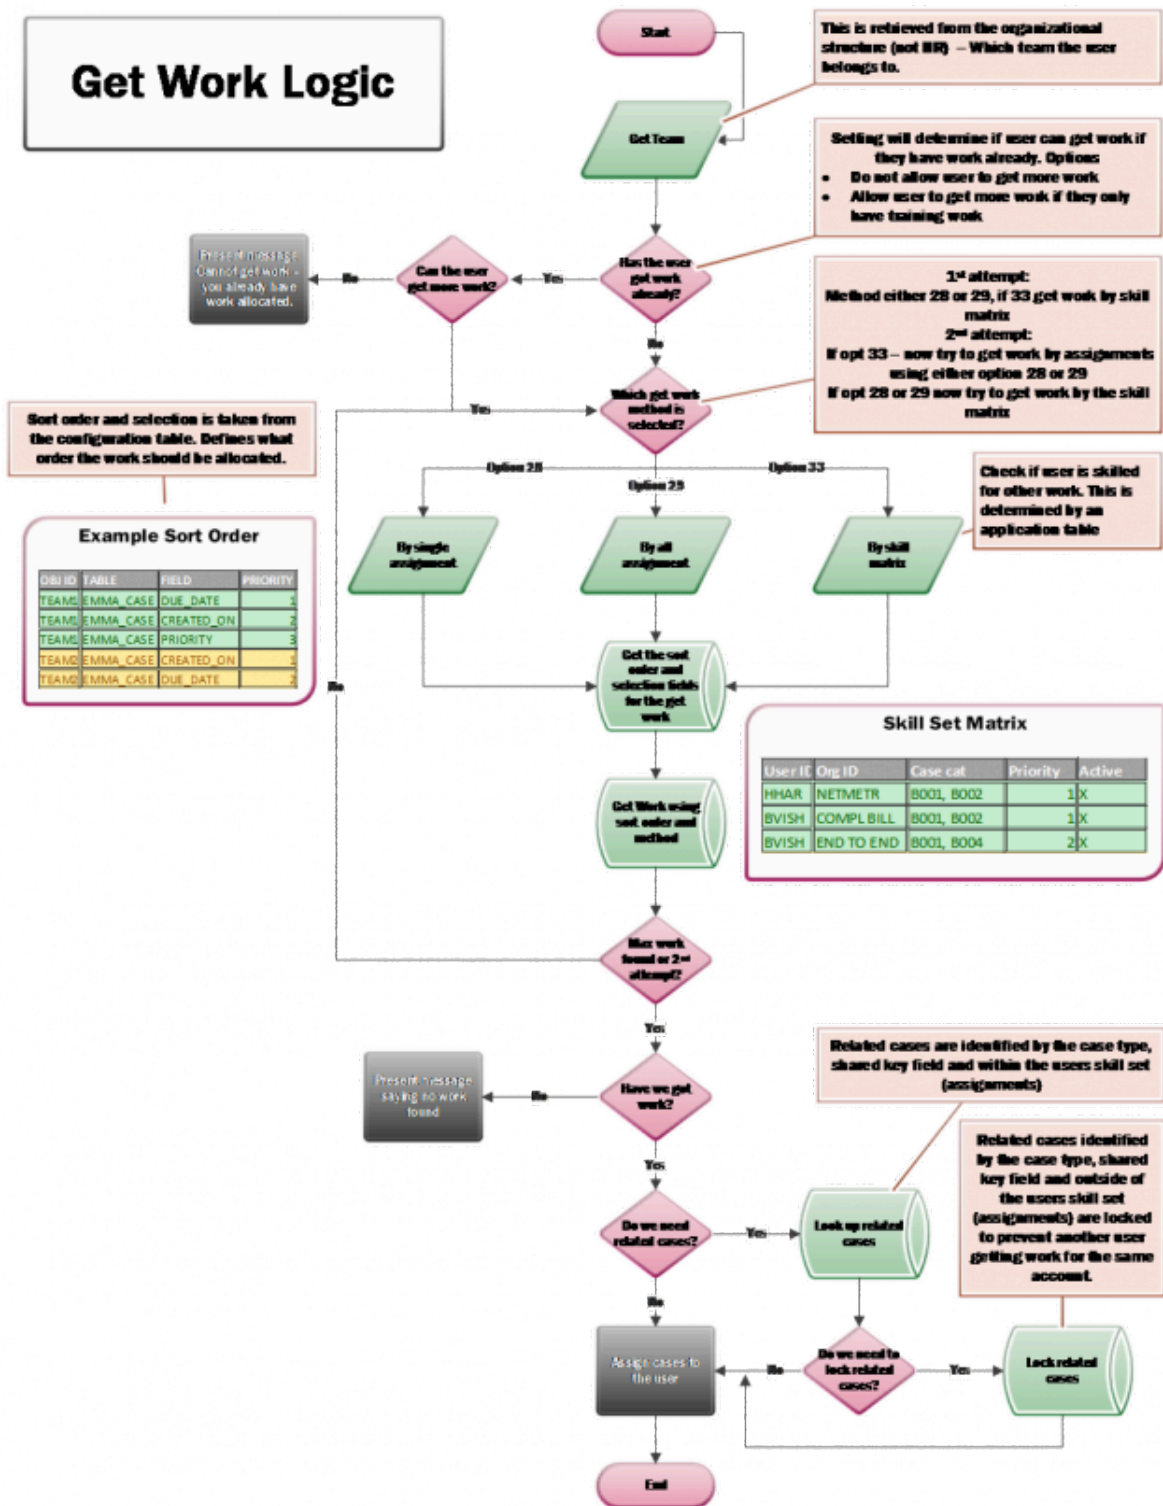 Get Work Logic
Start
This is retrieved from the organizational
structure (not HR) – Which team the user
belongs to.
Get Team
Setting will determine if user can get work if
they have work already. Options
• Do not allow user to get more work
• Allow user to get more work if they only
have training work
Present message
Cannot get work –
you already have
work allocated.
No
Can the user
get more work?
Yes
Has the user
got work
already?
No
1st attempt:
Method either 28 or 29, if 33 get work by skill
matrix
2nd attempt:
If opt 33 – now try to get work by assignments
using either option 28 or 29
If opt 28 or 29 now try to get work by the skill
matrix
Yes
Which get work
method is
selected?
Sort order and selection is taken from
the configuration table. Defines what
order the work should be allocated.
Option 28
Option 29
Option 33
Check if user is skilled
for other work. This is
determined by an
application table
By single
assignment
By all
assignment
By skill
matrix
Example Sort Order
OBJ ID TABLE FIELD PRIORITY
TEAM1 EMMA_CASE DUE_DATE 1
TEAM1 EMMA_CASE CREATED_ON 2
TEAM1 EMMA_CASE PRIORITY 3
TEAM2 EMMA_CASE CREATED_ON 1
TEAM2 EMMA_CASE DUE_DATE 2
No
Get the sort
order and
selection fields
for the get
work
Skill Set Matrix
User ID Org ID Case cat Priority Active
HHAR NETMETR B001, B002 1 X
BVISH COMPL BILL B001, B002 1 X
BVISH END TO END B001, B004 2 X
Get Work using
sort order and
method
Max work
found or 2nd
attempt?
Yes
Related cases are identified by the case type,
shared key field and within the users skill set
(assignments)
Present message
saying no work
found
No
Have we got
work?
Yes
Related cases identified
by the case type, shared
key field and outside of
the users skill set
(assignments) are locked
to prevent another user
getting work for the same
account.
Do we need
related cases?
Yes
Look up related
cases
No
Assign cases to
the user
No
Do we need to
lock related
cases?
Yes
Lock related
cases
End